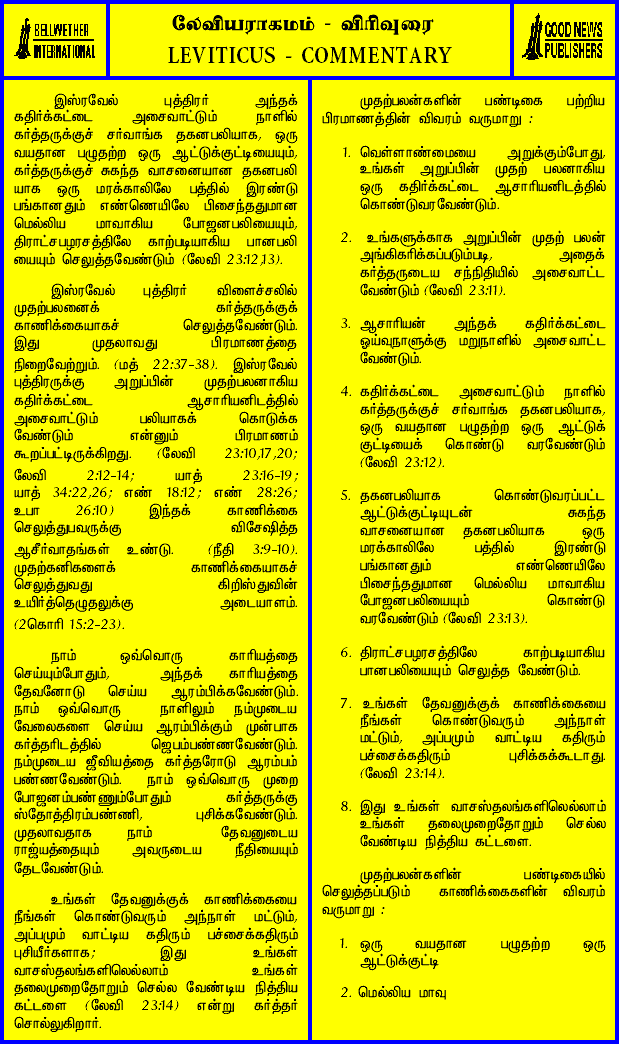 BELLWETHER
INTERNATIONAL
லேவியராகமம் - விரிவுரை
LEVITICUS - COMMENTARY
GOOD NEWS
PUBLISHERS
இஸ்ரவேல் புத்திரர் அந்தக்
கதிர்க்கட்டை அசைவாட்டும் நாளில்
கர்த்தருக்குச் சர்வாங்க தகனபலியாக, ஒரு
வயதான பழுதற்ற ஒரு ஆட்டுக்குட்டியையும்,
கர்த்தருக்குச் சுகந்த வாசனையான தகனபலி
யாக ஒரு மரக்காலிலே பத்தில் இரண்டு
பங்கானதும் எண்ணெயிலே பிசைந்ததுமான
மெல்லிய மாவாகிய போஜனபலியையும்,
திராட்சபழரசத்திலே காற்படியாகிய பானபலி
யையும் செலுத்தவேண்டும் (லேவி 23:12,13).
இஸ்ரவேல் புத்திரர் விளைச்சலில்
முதற்பலனைக் கர்த்தருக்குக்
காணிக்கையாகச் செலுத்தவேண்டும்.
இது முதலாவது பிரமாணத்தை
நிறைவேற்றும். (மத் 22:37-38). இஸ்ரவேல்
புத்திரருக்கு அறுப்பின் முதற்பலனாகிய
கதிர்க்கட்டை ஆசாரியனிடத்தில்
அசைவாட்டும் பலியாகக் கொடுக்க
வேண்டும் என்னும் பிரமாணம்
கூறப்பட்டிருக்கிறது. (லேவி 23:10,17,20;
லேவி 2:12-14; யாத் 23:16-19;
யாத் 34:22,26; எண் 18:12; எண் 28:26;
உபா 26:10) இந்தக் காணிக்கை
செலுத்துபவருக்கு விசேஷித்த
ஆசீர்வாதங்கள் உண்டு. (நீதி 3:9-10).
முதற்கனிகளைக் காணிக்கையாகச்
செலுத்துவது கிறிஸ்துவின்
உயிர்த்தெழுதலுக்கு அடையாளம்.
(2கொரி 15:2-23).
நாம் ஒவ்வொரு காரியத்தை
செய்யும்போதும், அந்தக் காரியத்தை
தேவனோடு செய்ய ஆரம்பிக்கவேண்டும்.
நாம் ஒவ்வொரு நாளிலும் நம்முடைய
வேலைகளை செய்ய ஆரம்பிக்கும் முன்பாக
கர்த்தரிடத்தில் ஜெபம்பண்ணவேண்டும்.
நம்முடைய ஜீவியத்தை கர்த்தரோடு ஆரம்பம்
பண்ணவேண்டும். நாம் ஒவ்வொரு முறை
போஜனம்பண்ணும்போதும் கர்த்தருக்கு
ஸ்தோத்திரம்பண்ணி, புசிக்கவேண்டும்.
முதலாவதாக நாம் தேவனுடைய
ராஜ்யத்தையும் அவருடைய நீதியையும்
தேடவேண்டும்.
உங்கள் தேவனுக்குக் காணிக்கையை
நீங்கள் கொண்டுவரும் அந்நாள் மட்டும்,
அப்பமும் வாட்டிய கதிரும் பச்சைக்கதிரும்
புசியீர்களாக; இது உங்கள்
வாசஸ்தலங்களிலெல்லாம் உங்கள்
தலைமுறைதோறும் செல்ல வேண்டிய நித்திய
கட்டளை (லேவி 23:14) என்று கர்த்தர்
சொல்லுகிறார்.
முதற்பலன்களின் பண்டிகை பற்றிய
பிரமாணத்தின் விவரம் வருமாறு :
1. வெள்ளாண்மையை அறுக்கும்போது,
உங்கள் அறுப்பின் முதற் பலனாகிய
ஒரு கதிர்க்கட்டை ஆசாரியனிடத்தில்
கொண்டுவரவேண்டும்.
2. உங்களுக்காக அறுப்பின் முதற் பலன்
அங்கிகரிக்கப்படும்படி, அதைக்
கர்த்தருடைய சந்நிதியில் அசைவாட்ட
வேண்டும் (லேவி 23:11).
3. ஆசாரியன் அந்தக் கதிர்க்கட்டை
ஓய்வுநாளுக்கு மறுநாளில் அசைவாட்ட
வேண்டும்.
4. கதிர்க்கட்டை அசைவாட்டும் நாளில்
கர்த்தருக்குச் சர்வாங்க தகனபலியாக,
ஒரு வயதான பழுதற்ற ஒரு ஆட்டுக்
குட்டியைக் கொண்டு வரவேண்டும்
(லேவி 23:12).
5. தகனபலியாக கொண்டுவரப்பட்ட
ஆட்டுக்குட்டியுடன் சுகந்த
வாசனையான தகனபலியாக ஒரு
மரக்காலிலே பத்தில் இரண்டு
பங்கானதும் எண்ணெயிலே
பிசைந்ததுமான மெல்லிய மாவாகிய
போஜனபலியையும் கொண்டு
வரவேண்டும் (லேவி 23:13).
6. திராட்சபழரசத்திலே காற்படியாகிய
பானபலியையும் செலுத்த வேண்டும்.
7. உங்கள் தேவனுக்குக் காணிக்கையை
நீங்கள் கொண்டுவரும் அந்நாள்
மட்டும், அப்பமும் வாட்டிய கதிரும்
பச்சைக்கதிரும் புசிக்கக்கூடாது.
(லேவி 23:14).
8. இது உங்கள் வாசஸ்தலங்களிலெல்லாம்
உங்கள் தலைமுறைதோறும் செல்ல
வேண்டிய நித்திய கட்டளை.
முதற்பலன்களின் பண்டிகையில்
செலுத்தப்படும் காணிக்கைகளின் விவரம்
வருமாறு :
1. ஒரு வயதான பழுதற்ற ஒரு
ஆட்டுக்குட்டி
2. மெல்லிய மாவு